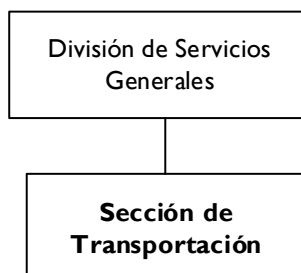 División de Servicios
Generales
Sección de
Transportación